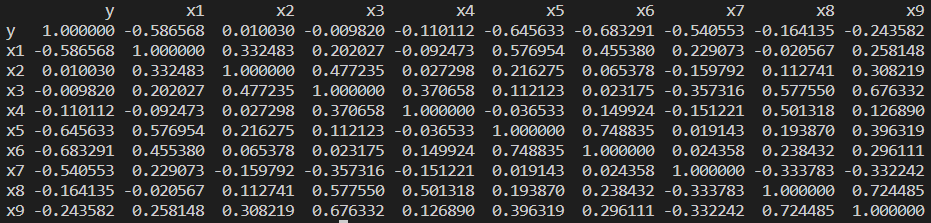 y x1 x2 x3 x4 x5 x6 x7 x8 x9
y 1.000000 -0.586568 0.010030 -0.009820 -0.110112 -0.645633 -0.683291 -0.540553 -0.164135 -0.243582
x1 -0.586568 1.000000 0.332483 0.202027 -0.092473 0.576954 0.455380 0.229073 -0.020567 0.258148
x2 0.010030 0.332483 1.000000 0.477235 0.027298 0.216275 0.065378 -0.159792 0.112741 0.308219
x3 -0.009820 0.202027 0.477235 1.000000 0.370658 0.112123 0.023175 -0.357316 0.577550 0.676332
x4 -0.110112 -0.092473 0.027298 0.370658 1.000000 -0.036533 0.149924 -0.151221 0.501318 0.126890
x5 -0.645633 0.576954 0.216275 0.112123 -0.036533 1.000000 0.748835 0.019143 0.193870 0.396319
x6 -0.683291 0.455380 0.065378 0.023175 0.149924 0.748835 1.000000 0.024358 0.238432 0.296111
x7 -0.540553 0.229073 -0.159792 -0.357316 -0.151221 0.019143 0.024358 1.000000 -0.333783 -0.332242
x8 -0.164135 -0.020567 0.112741 0.577550 0.501318 0.193870 0.238432 -0.333783 1.000000 0.724485
x9 -0.243582 0.258148 0.308219 0.676332 0.126890 0.396319 0.296111 -0.332242 0.724485 1.000000